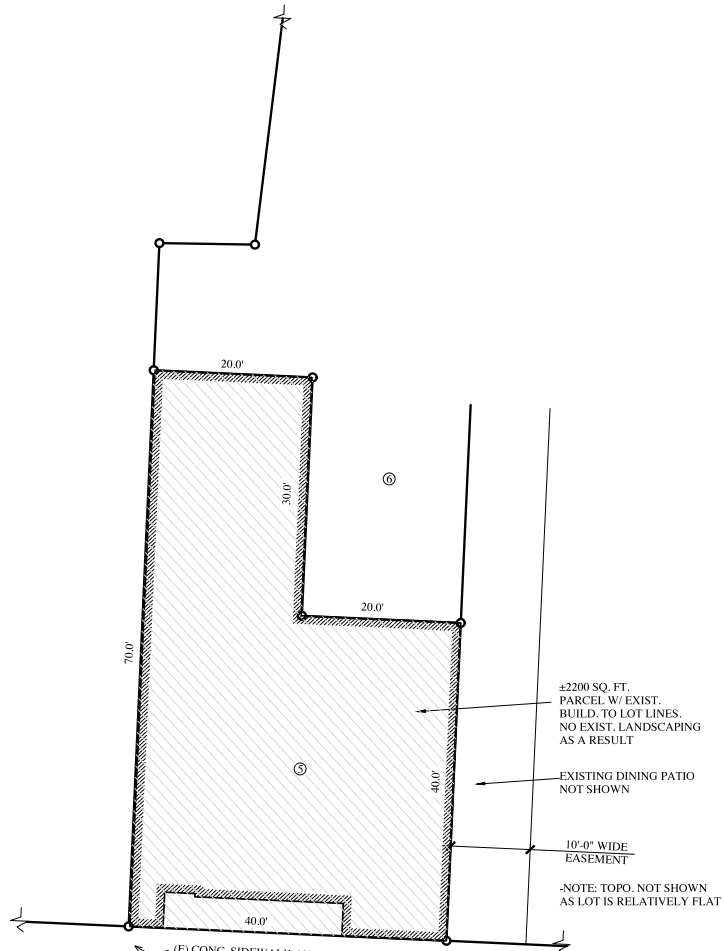 20.0'
30.0'
⑥
20.0'
70.0'
±2200 SQ. FT.
PARCEL W/ EXIST.
BUILD. TO LOT LINES.
NO EXIST. LANDSCAPING
AS A RESULT
⑤
40.0'
EXISTING DINING PATIO
NOT SHOWN
10'-0" WIDE
EASEMENT
-NOTE: TOPO. NOT SHOWN
AS LOT IS RELATIVELY FLAT
40.0'
(E) CONC.